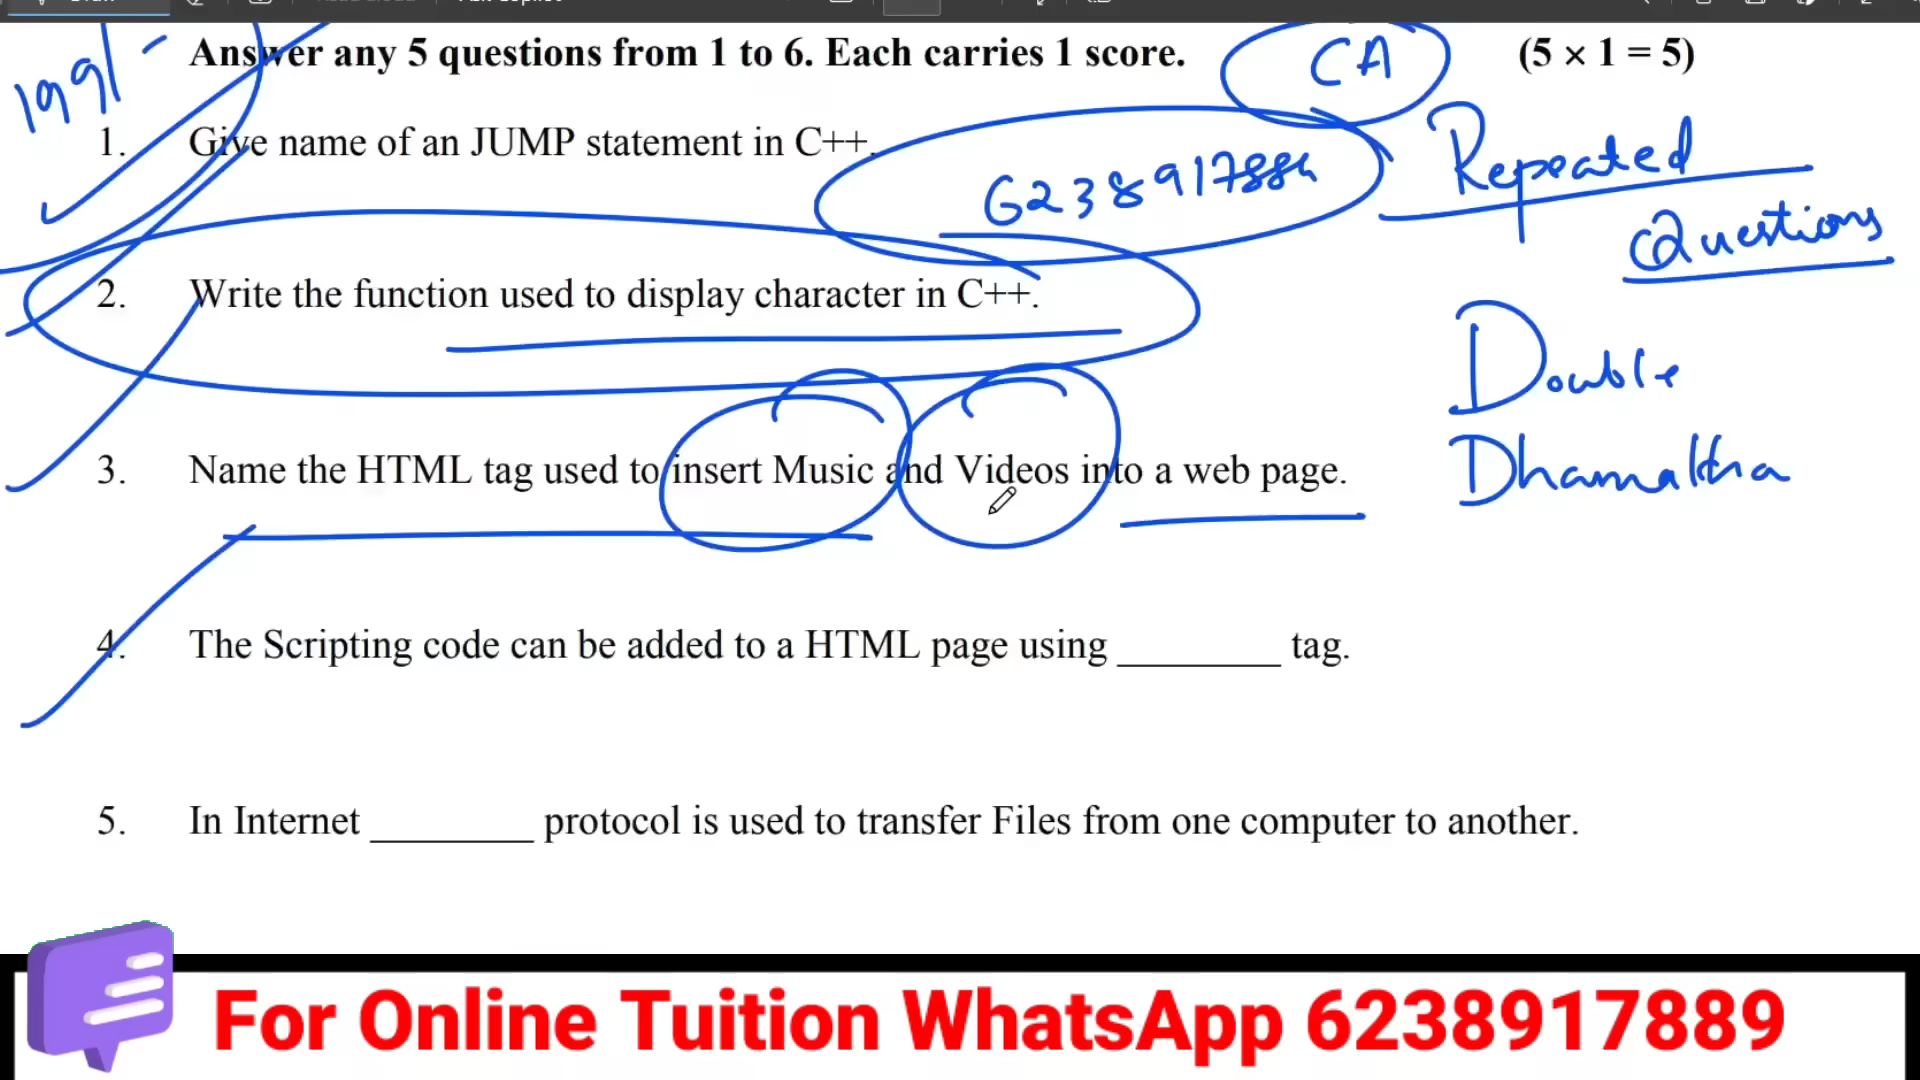 Answer any 5 questions from 1 to 6. Each carries 1 score. (5 × 1 = 5)
CA
1991
1. Give name of an JUMP statement in C++.
Repeated
Questions
2. Write the function used to display character in C++.
Double
Dhamaltha
3. Name the HTML tag used to insert Music and Videos into a web page.
4. The Scripting code can be added to a HTML page using ________ tag.
5. In Internet ________ protocol is used to transfer Files from one computer to another.
For Online Tuition WhatsApp 6238917889